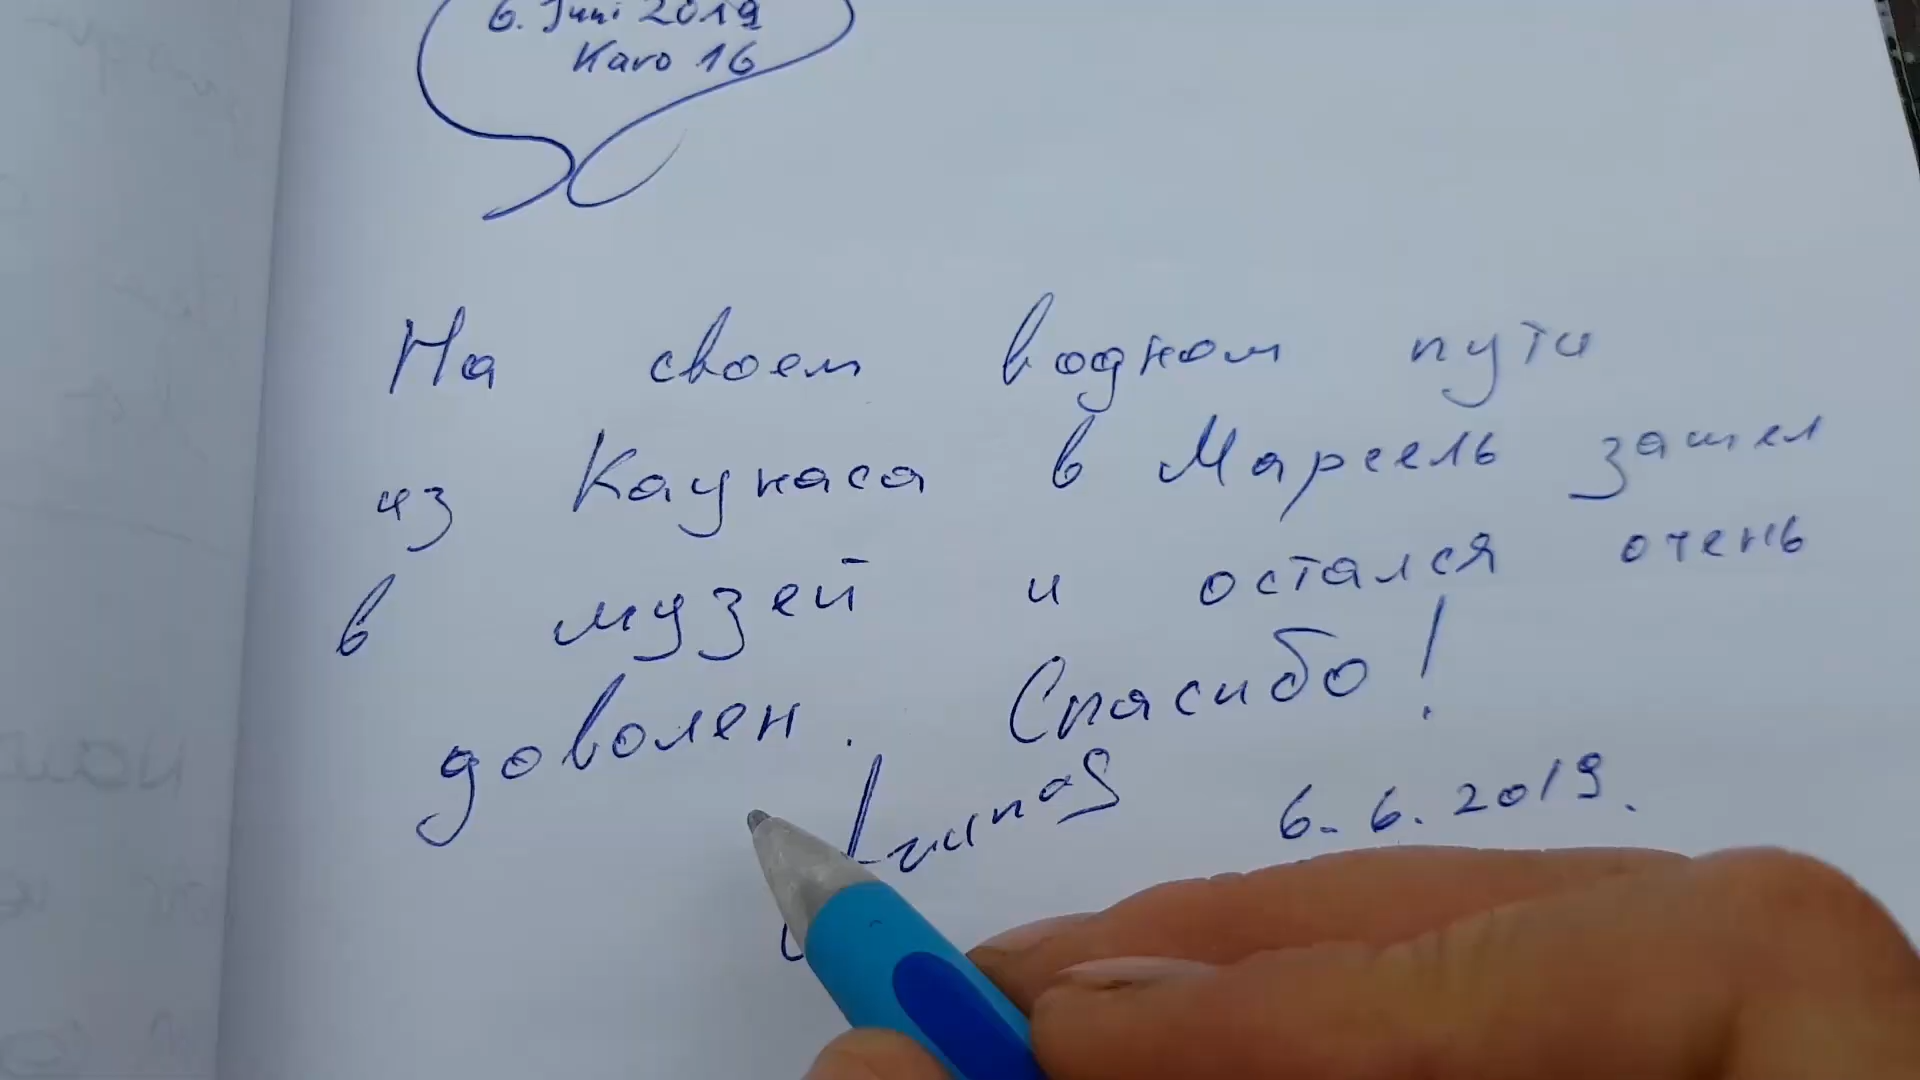 6. Juni 2019
Karo 16
На своем водном пути
из Каунаса в Марсель зашел
в музей и остался очень
доволен. Спасибо!
6.6.2019.